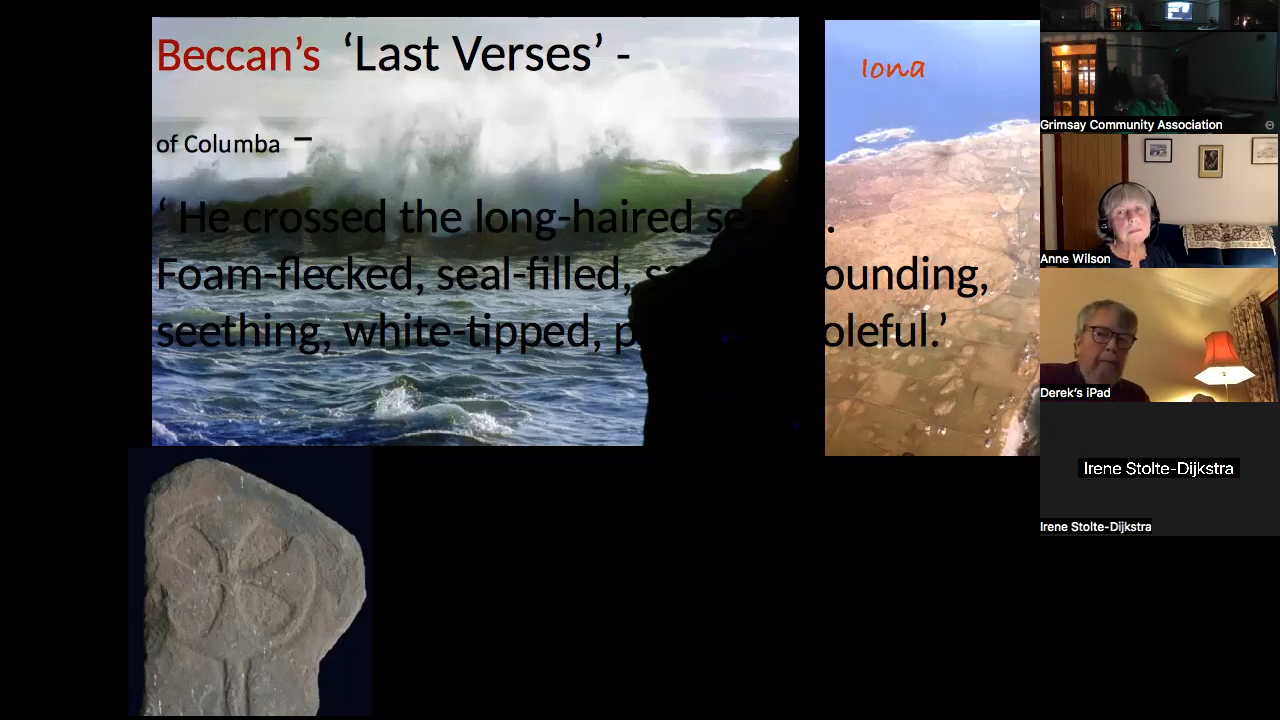 Beccan’s ‘Last Verses’ -
of Columba –
‘ He crossed the long-haired sea .
Foam-flecked, seal-filled, ounding,
seething, white-tipped, oleful.’
Iona
Grimsay Community Association
Anne Wilson
Derek’s iPad
Irene Stolte-Dijkstra
Irene Stolte-Dijkstra